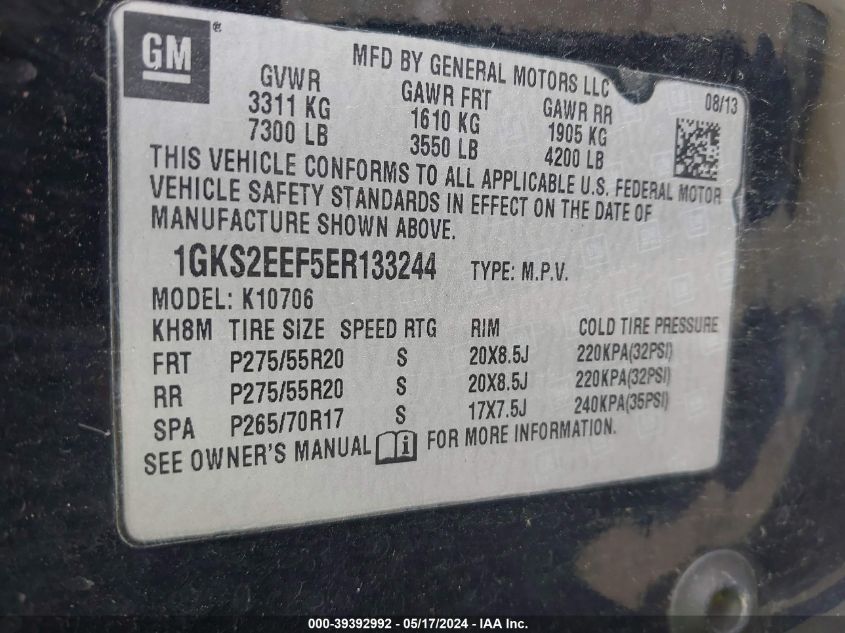 GM ®
MFD BY GENERAL MOTORS LLC
08/13
GVWR GAWR FRT GAWR RR
3311 KG 1610 KG 1905 KG
7300 LB 3550 LB 4200 LB
THIS VEHICLE CONFORMS TO ALL APPLICABLE U.S. FEDERAL MOTOR
VEHICLE SAFETY STANDARDS IN EFFECT ON THE DATE OF
MANUFACTURE SHOWN ABOVE.
1GKS2EEF5ER133244 TYPE: M.P.V.
MODEL: K10706
KH8M TIRE SIZE SPEED RTG RIM COLD TIRE PRESSURE
FRT P275/55R20 S 20X8.5J 220KPA(32PSI)
RR P275/55R20 S 20X8.5J 220KPA(32PSI)
SPA P265/70R17 S 17X7.5J 240KPA(35PSI)
SEE OWNER'S MANUAL i FOR MORE INFORMATION.
000-39392992 - 05/17/2024 - IAA Inc.